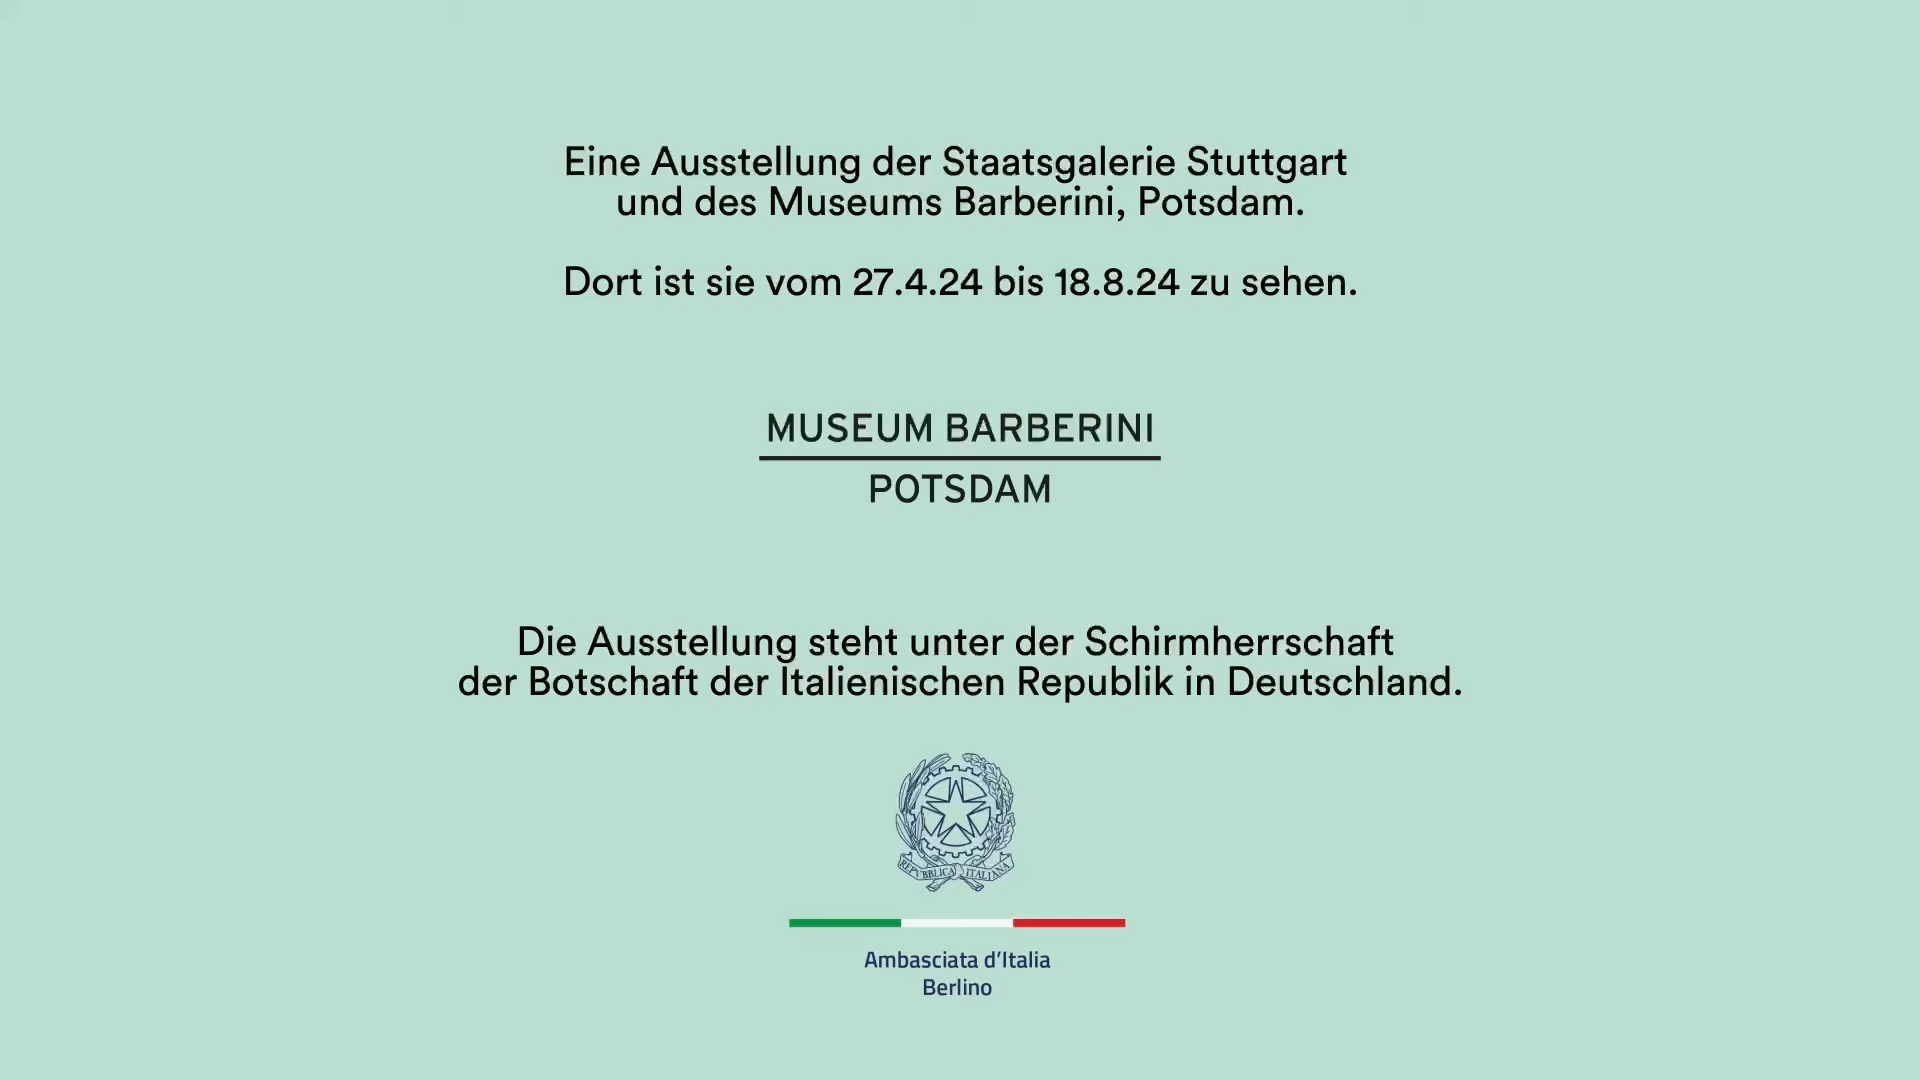 Eine Ausstellung der Staatsgalerie Stuttgart
und des Museums Barberini, Potsdam.
Dort ist sie vom 27.4.24 bis 18.8.24 zu sehen.
MUSEUM BARBERINI
POTSDAM
Die Ausstellung steht unter der Schirmherrschaft
der Botschaft der Italienischen Republik in Deutschland.
REPVBBLICA ITALIANA
Ambasciata d’Italia
Berlino